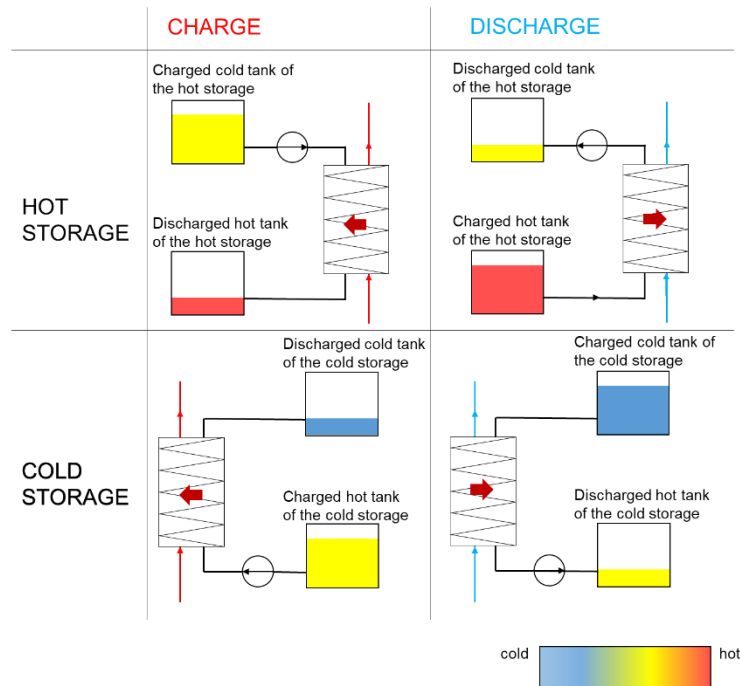 CHARGE
DISCHARGE
HOT
STORAGE
Charged cold tank of
the hot storage
Discharged hot tank
of the hot storage
Discharged cold tank
of the hot storage
Charged hot tank
of the hot storage
COLD
STORAGE
Discharged cold tank
of the cold storage
Charged hot tank
of the cold storage
Charged cold tank of
the cold storage
Discharged hot tank
of the cold storage
cold
hot